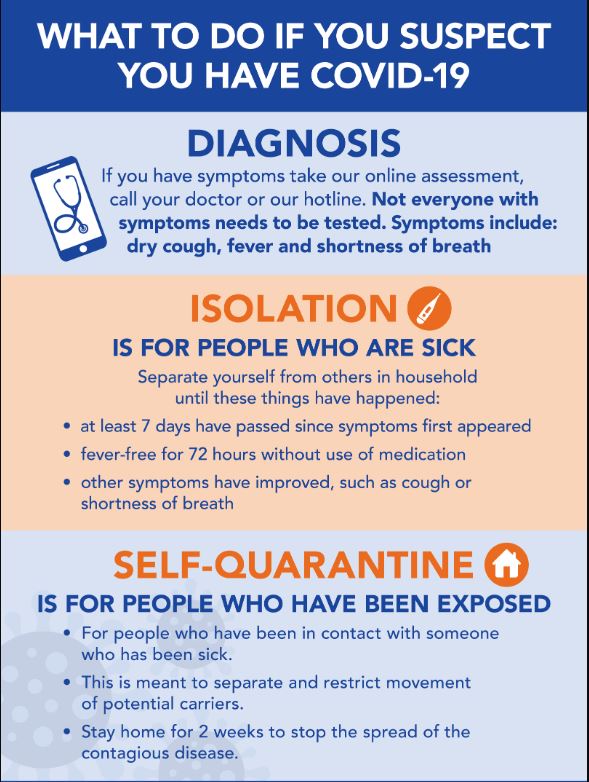 WHAT TO DO IF YOU SUSPECT
YOU HAVE COVID-19
DIAGNOSIS
If you have symptoms take our online assessment,
call your doctor or our hotline. Not everyone with
symptoms needs to be tested. Symptoms include:
dry cough, fever and shortness of breath
ISOLATION
IS FOR PEOPLE WHO ARE SICK
Separate yourself from others in household
until these things have happened:
• at least 7 days have passed since symptoms first appeared
• fever-free for 72 hours without use of medication
• other symptoms have improved, such as cough or
shortness of breath
SELF-QUARANTINE
IS FOR PEOPLE WHO HAVE BEEN EXPOSED
• For people who have been in contact with someone
who has been sick.
• This is meant to separate and restrict movement
of potential carriers.
• Stay home for 2 weeks to stop the spread of the
contagious disease.